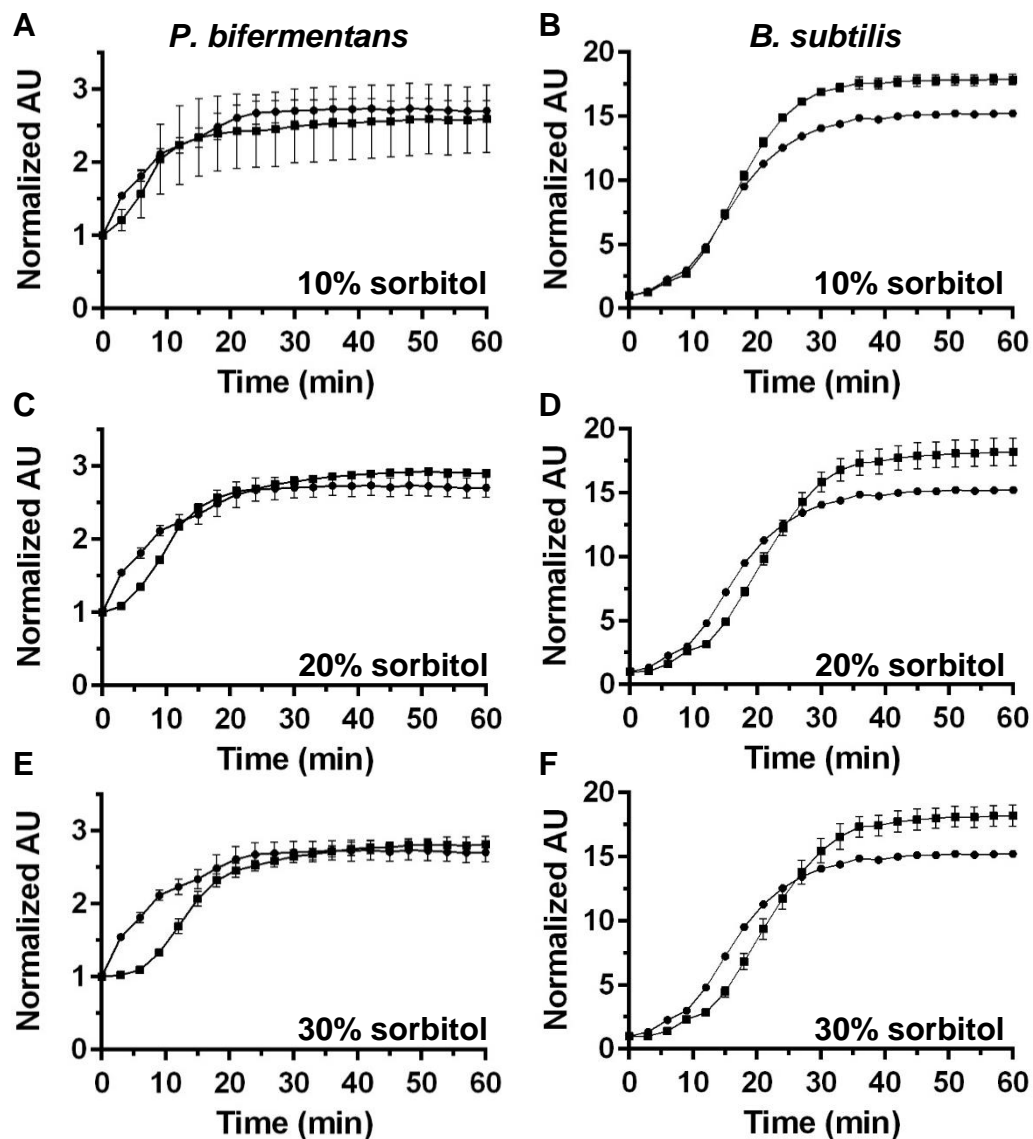 A
P. bifermentans
Normalized AU
3
2
1
0
10% sorbitol
0 10 20 30 40 50 60
Time (min)
B
B. subtilis
Normalized AU
20
15
10
5
0
10% sorbitol
0 10 20 30 40 50 60
Time (min)
C
Normalized AU
3
2
1
0
20% sorbitol
0 10 20 30 40 50 60
Time (min)
D
Normalized AU
20
15
10
5
0
20% sorbitol
0 10 20 30 40 50 60
Time (min)
E
Normalized AU
3
2
1
0
30% sorbitol
0 10 20 30 40 50 60
Time (min)
F
Normalized AU
20
15
10
5
0
30% sorbitol
0 10 20 30 40 50 60
Time (min)